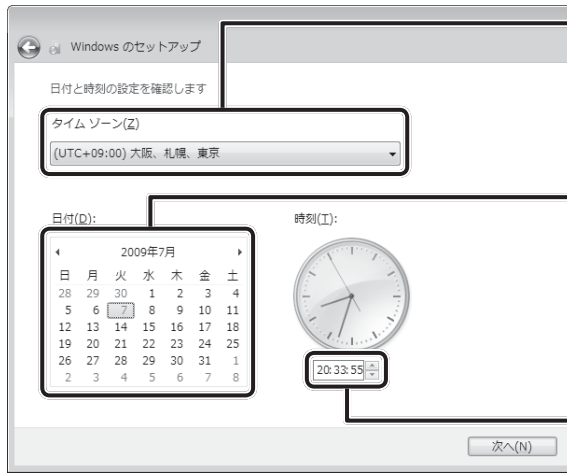 Windows のセットアップ
日付と時刻の設定を確認します
タイム ゾーン(Z)
(UTC+09:00) 大阪、札幌、東京
日付(D):
時刻(T):
2009年7月
日 月 火 水 木 金 土
28 29 30 1 2 3 4
5 6 7 8 9 10 11
12 13 14 15 16 17 18
19 20 21 22 23 24 25
26 27 28 29 30 31 1
2 3 4 5 6 7 8
20:33:55
次へ(N)